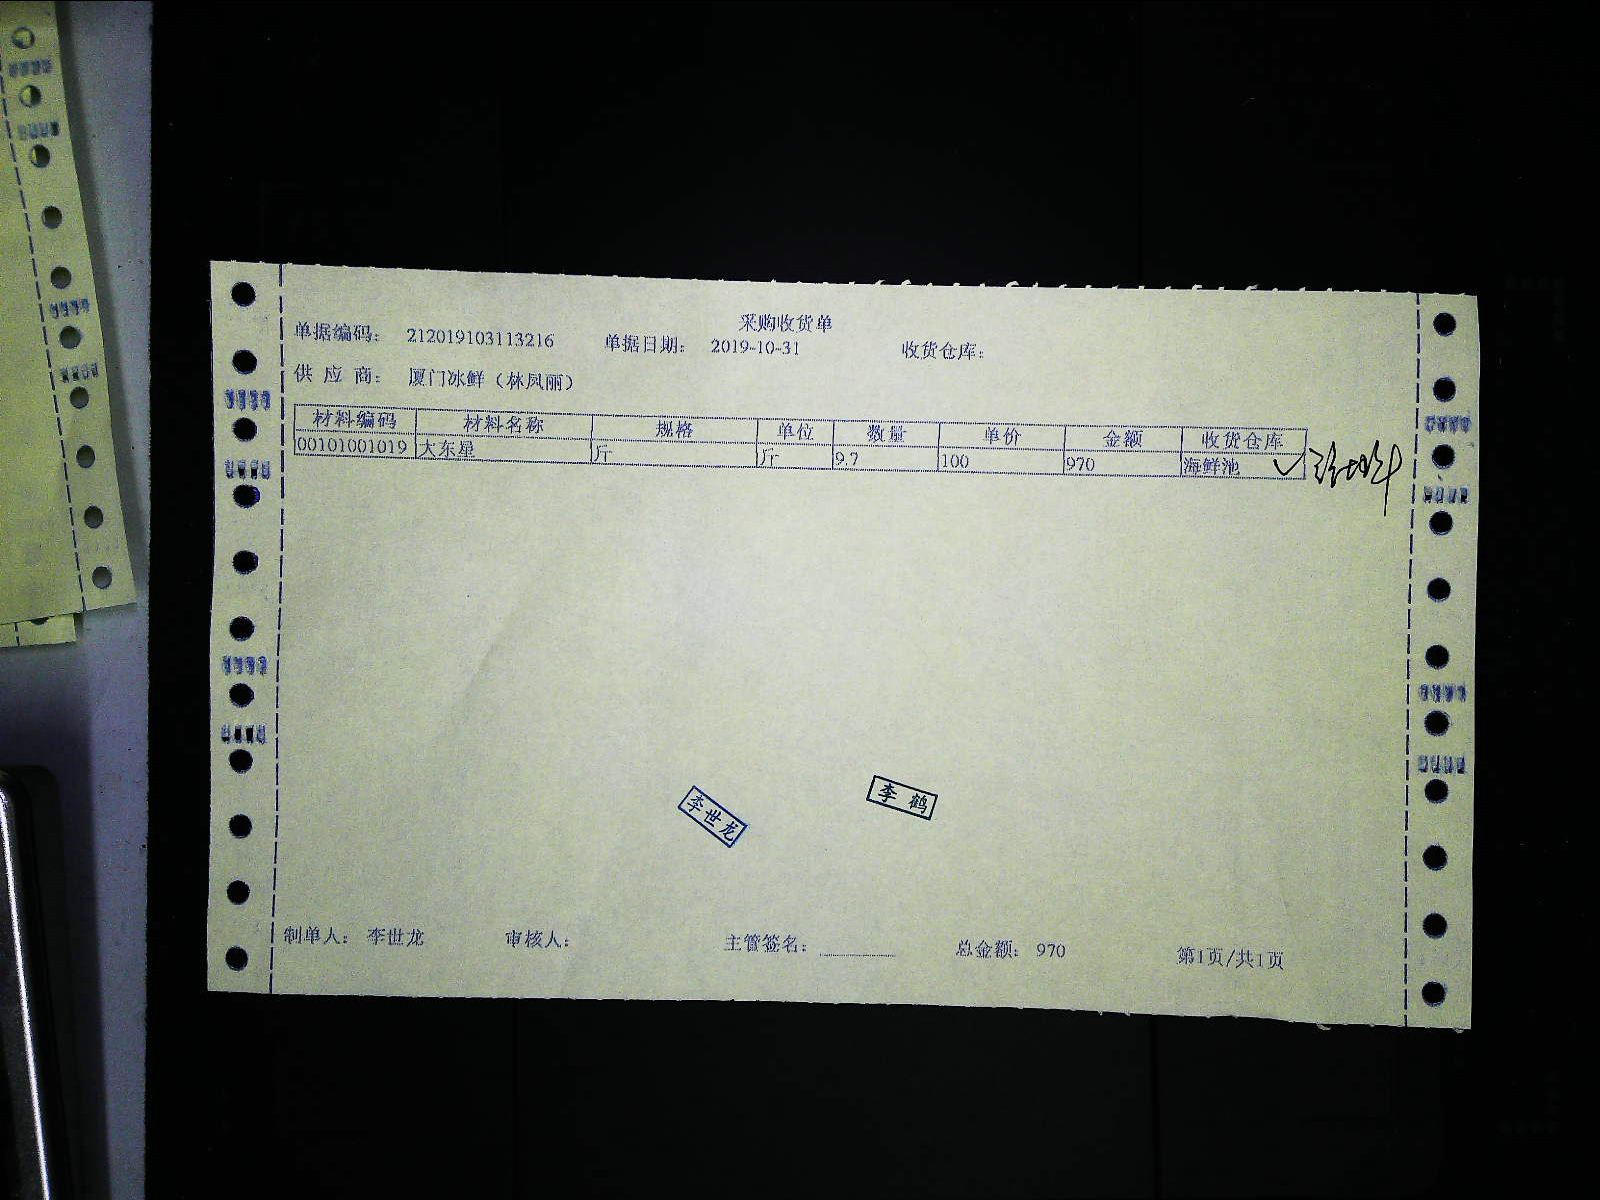 采购收货单
单据编码： 212019103113216 单据日期： 2019-10-31 收货仓库：
供 应 商： 厦门冰鲜（林凤丽）
材料编码 材料名称 规格 单位 数量 单价 金额 收货仓库
00101001019 大东星 斤 斤 9.7 100 970 海鲜池
李世龙
李鹤
制单人： 李世龙 审核人： 主管签名： 总金额： 970 第1页/共1页